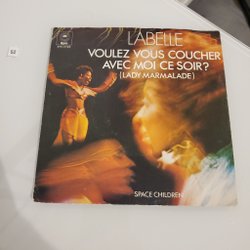 LABELLE
VOULEZ VOUS COUCHER
AVEC MOI CE SOIR?
(LADY MARMALADE)
SPACE CHILDREN